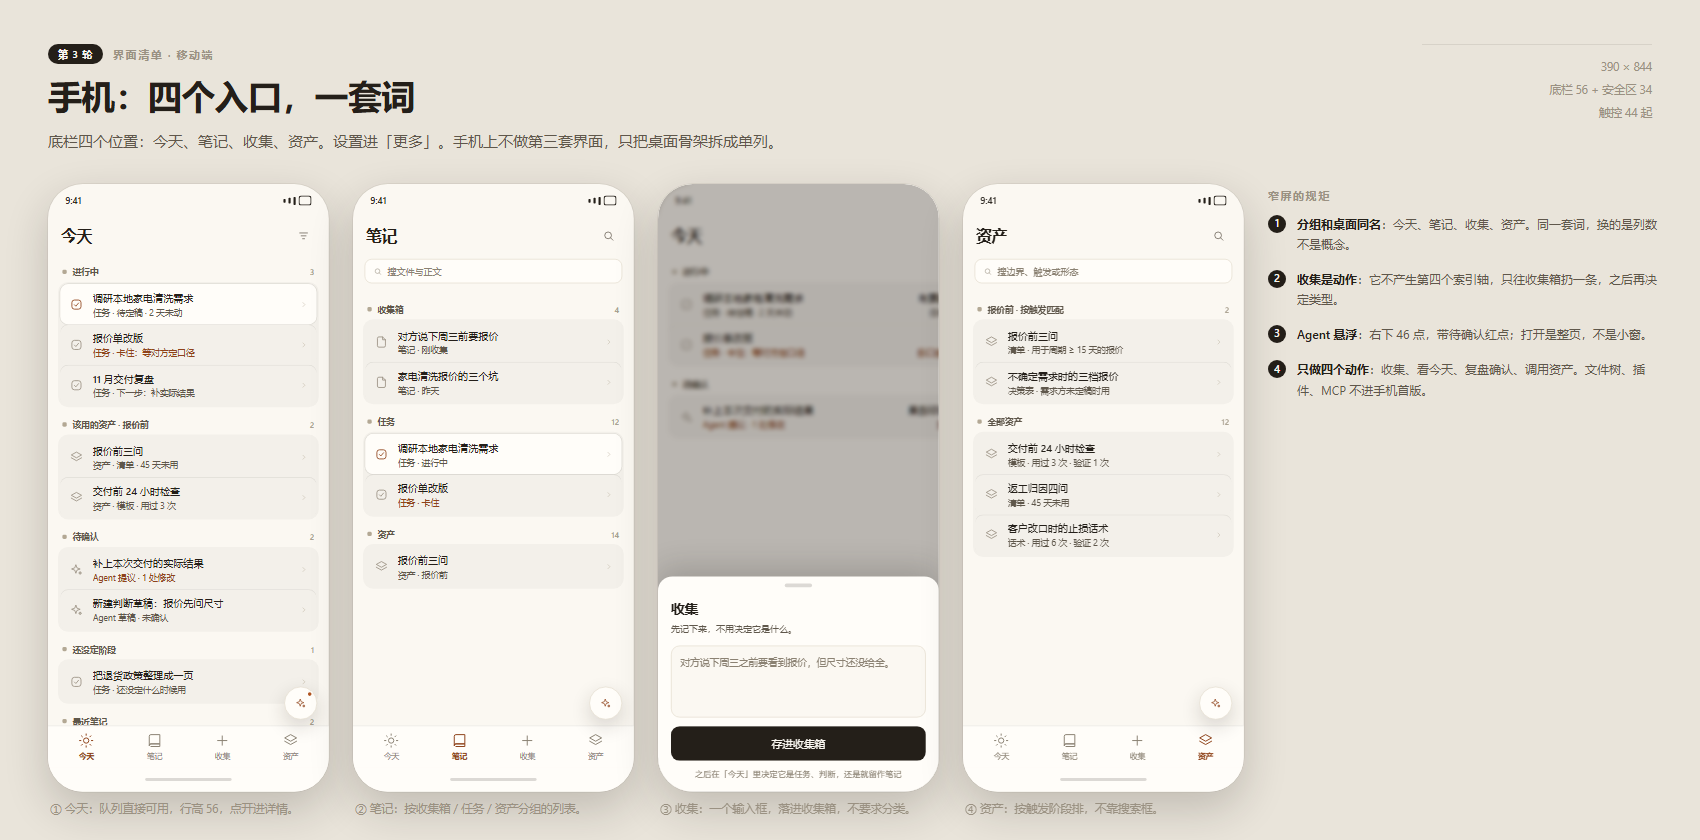 第 3 轮
界面清单 · 移动端
手机：四个入口，一套词
底栏四个位置：今天、笔记、收集、资产。设置进「更多」。手机上不做第三套界面，只把桌面骨架拆成单列。
390 × 844
底栏 56 + 安全区 34
触控 44 起
9:41
今天
进行中
3
调研本地家电清洗需求
任务 · 待定稿 · 2 天未动
报价单改版
任务 · 卡住：等对方定口径
11 月交付复盘
任务 · 下一步：补实际结果
该用的资产 · 报价前
2
报价前三问
资产 · 清单 · 45 天未用
交付前 24 小时检查
资产 · 模板 · 用过 3 次
待确认
2
补上本次交付的实际结果
Agent 提议 · 1 处修改
新建判断草稿：报价先问尺寸
Agent 草稿 · 未确认
还没定阶段
1
把退货政策整理成一页
任务 · 还没定什么时候用
最近笔记
2
今天
笔记
收集
资产
① 今天：队列直接可用，行高 56，点开进详情。
9:41
笔记
搜文件与正文
收集箱
4
对方说下周三前要报价
笔记 · 刚收集
家电清洗报价的三个坑
笔记 · 昨天
任务
12
调研本地家电清洗需求
任务 · 进行中
报价单改版
任务 · 卡住
资产
14
报价前三问
资产 · 报价前
今天
笔记
收集
资产
② 笔记：按收集箱 / 任务 / 资产分组的列表。
9:41
今天
收集
先记下来，不用决定它是什么。
对方说下周三之前要看到报价，但尺寸还没给全。
存进收集箱
之后在「今天」里决定它是任务、判断，还是就留作笔记
③ 收集：一个输入框，落进收集箱，不要求分类。
9:41
资产
搜边界、触发或形态
报价前 · 按触发匹配
2
报价前三问
清单 · 用于周期 ≥ 15 天的报价
不确定需求时的三档报价
决策表 · 需求方未定稿时用
全部资产
12
交付前 24 小时检查
模板 · 用过 3 次 · 验证 1 次
返工归因四问
清单 · 45 天未用
客户改口时的止损话术
话术 · 用过 6 次 · 验证 2 次
今天
笔记
收集
资产
④ 资产：按触发阶段排，不靠搜索框。
窄屏的规矩
1 分组和桌面同名：今天、笔记、收集、资产。同一套词，换的是列数
不是概念。
2 收集是动作：它不产生第四个索引轴，只往收集箱扔一条，之后再决
定类型。
3 Agent 悬浮：右下 46 点，带待确认红点；打开是整页，不是小窗。
4 只做四个动作：收集、看今天、复盘确认、调用资产。文件树、插
件、MCP 不进手机首版。